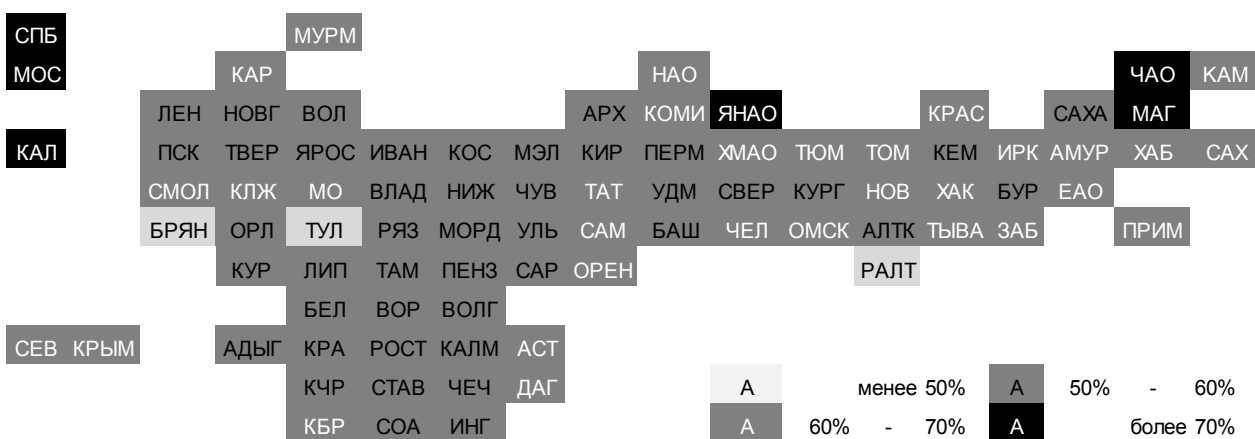 СПБ МУРМ
МОС КАР НАО ЧАО КАМ
ЛЕН НОВГ ВОЛ АРХ КОМИ ЯНАО КРАС САХА МАГ
КАЛ ПСК ТВЕР ЯРОС ИВАН КОС МЭЛ КИР ПЕРМ ХМАО ТЮМ ТОМ КЕМ ИРК АМУР ХАБ САХ
СМОЛ КЛЖ МО ВЛАД НИЖ ЧУВ ТАТ УДМ СВЕР КУРГ НОВ ХАК БУР ЕАО
БРЯН ОРЛ ТУЛ РЯЗ МОРД УЛЬ САМ БАШ ЧЕЛ ОМСК АЛТК ТЫВА ЗАБ ПРИМ
КУР ЛИП ТАМ ПЕНЗ САР ОРЕН РАЛТ
БЕЛ ВОР ВОЛГ
СЕВ КРЫМ АДЫГ КРА РОСТ КАЛМ АСТ
КЧР СТАВ ЧЕЧ ДАГ А менее 50% А 50% - 60%
КБР СОА ИНГ А 60% - 70% А более 70%